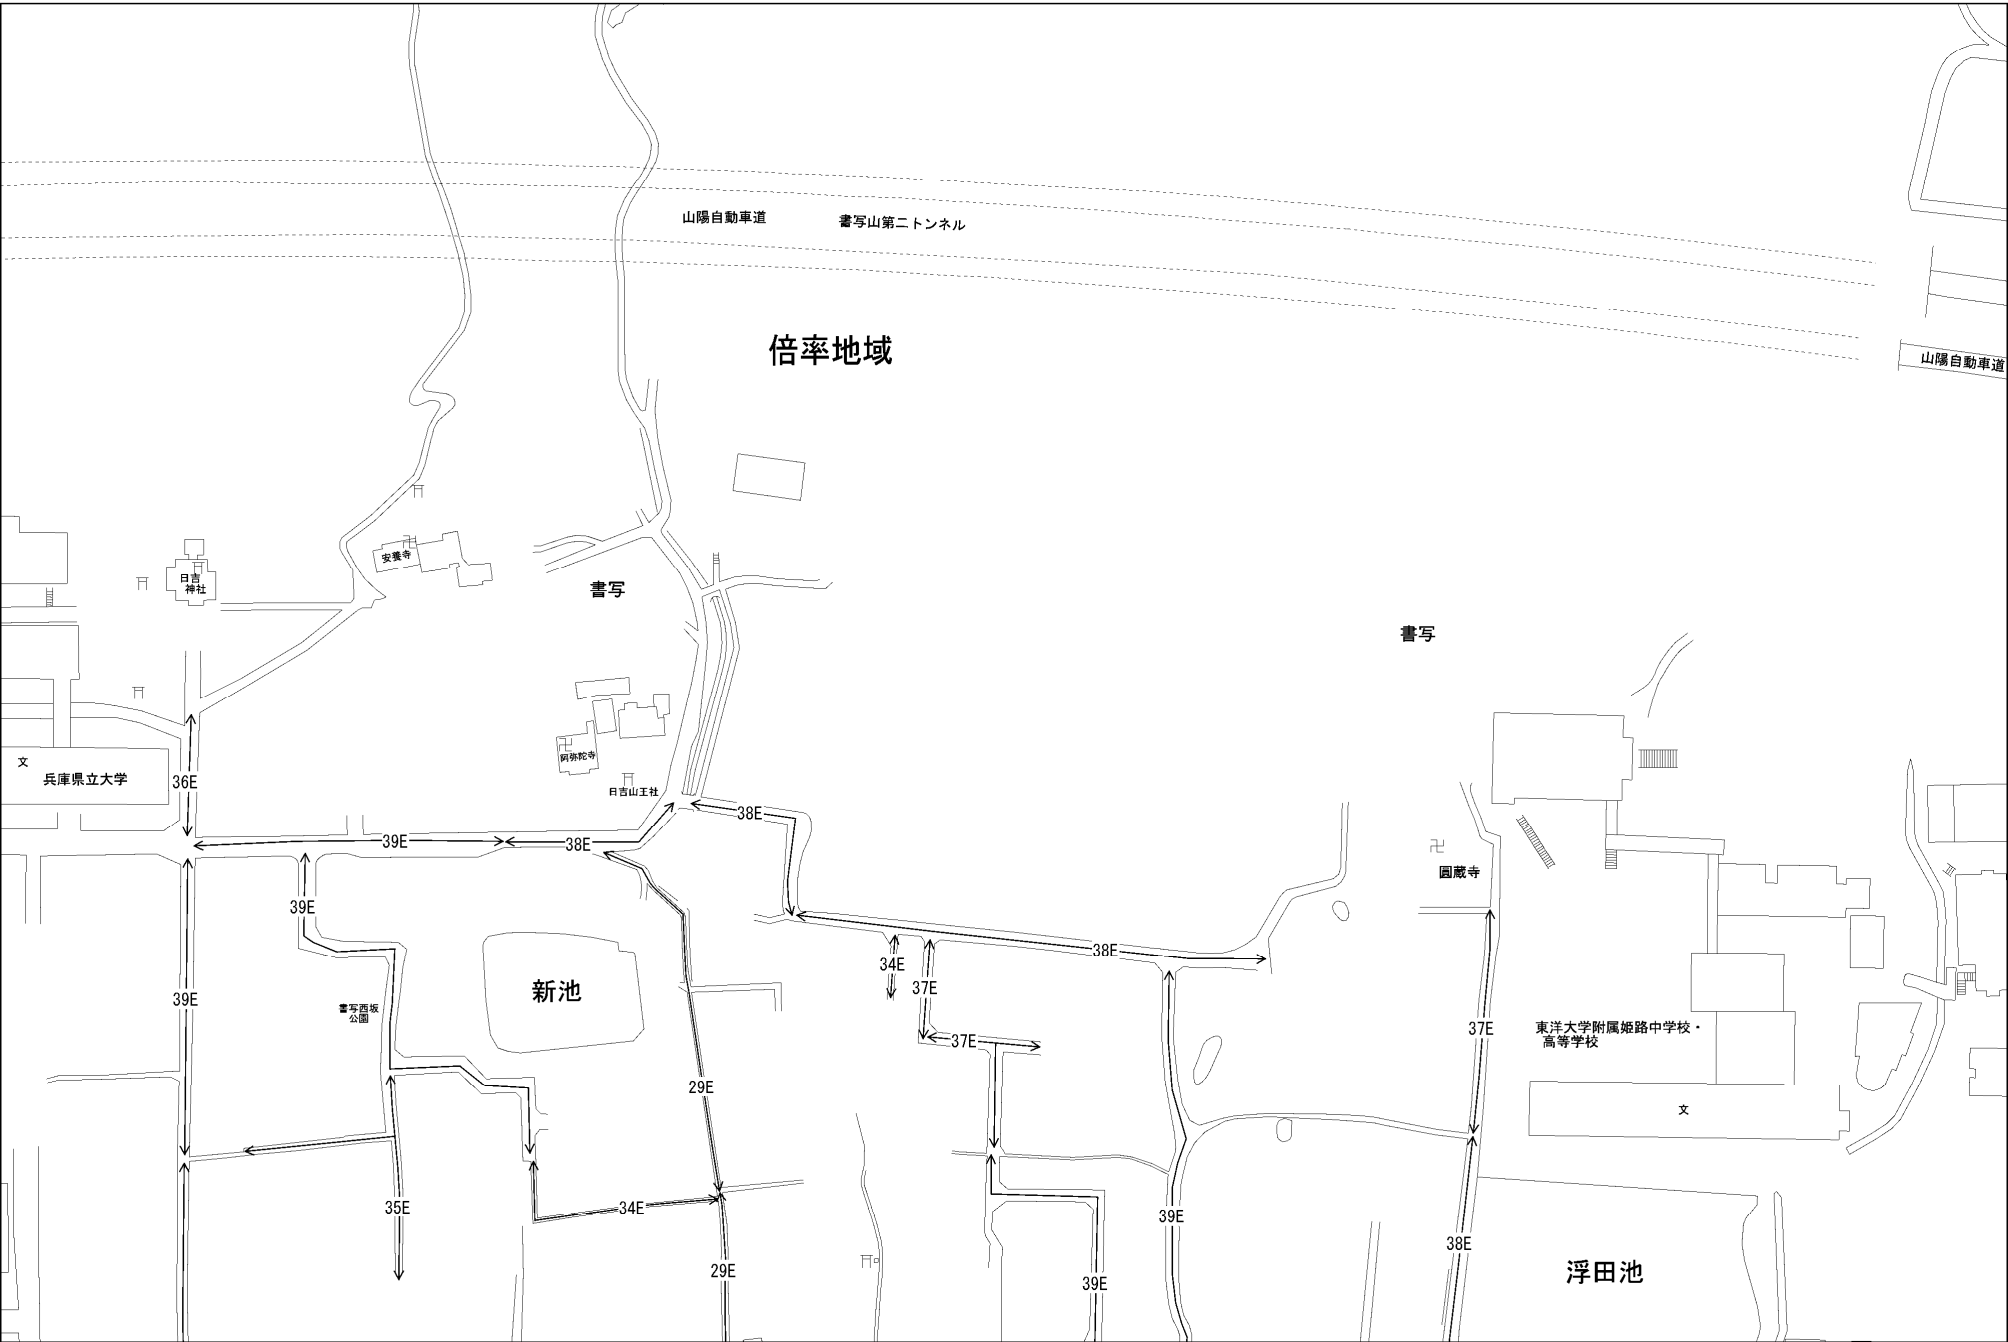 山陽自動車道
書写山第二トンネル
倍率地域
山陽自動車道
安養寺
日吉
神社
書写
書写
阿弥陀寺
文
兵庫県立大学
36E
日吉山王社
38E
39E
38E
圓蔵寺
39E
38E
34E
新池
37E
39E
書写西坂
公園
37E
東洋大学附属姫路中学校・
高等学校
37E
29E
文
35E
34E
39E
38E
29E
浮田池
39E